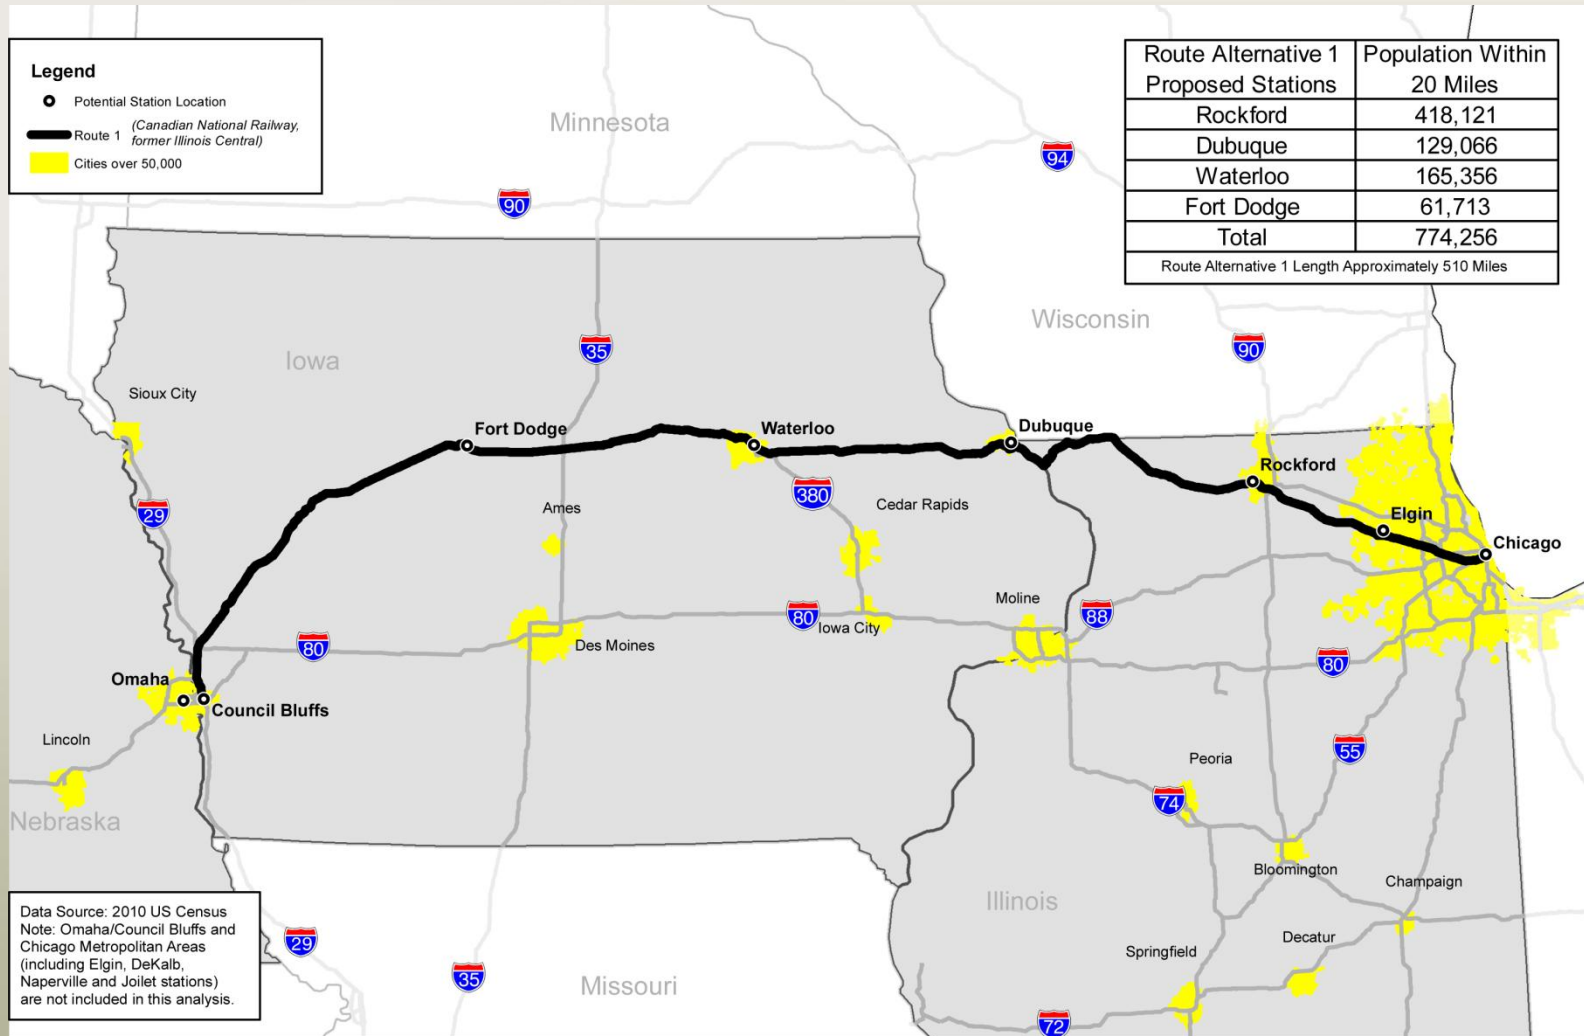 Legend
Potential Station Location
Route 1 (Canadian National Railway,
former Illinois Central)
Cities over 50,000
Route Alternative 1 Proposed Stations Population Within 20 Miles
Rockford 418,121
Dubuque 129,066
Waterloo 165,356
Fort Dodge 61,713
Total 774,256
Route Alternative 1 Length Approximately 510 Miles
Minnesota
94
90
Wisconsin
90
Iowa
35
Sioux City
Fort Dodge
Waterloo
Dubuque
Rockford
29
380
Ames
Cedar Rapids
Elgin
Chicago
Moline
88
80
Iowa City
80
Des Moines
80
Omaha
Council Bluffs
Lincoln
55
Peoria
74
Nebraska
Bloomington
Champaign
Illinois
Decatur
Springfield
29
35
Missouri
72
Data Source: 2010 US Census
Note: Omaha/Council Bluffs and
Chicago Metropolitan Areas
(including Elgin, DeKalb,
Naperville and Joilet stations)
are not included in this analysis.